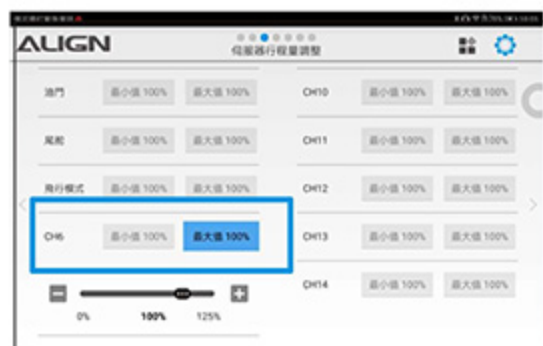 ALIGN
伺服器行程量調整
油門 最小值 100% 最大值 100% CH10 最小值 100% 最大值 100%
尾舵 最小值 100% 最大值 100% CH11 最小值 100% 最大值 100%
飛行模式 最小值 100% 最大值 100% CH12 最小值 100% 最大值 100%
CH6 最小值 100% 最大值 100% CH13 最小值 100% 最大值 100%
CH14 最小值 100% 最大值 100%
0% 100% 125%